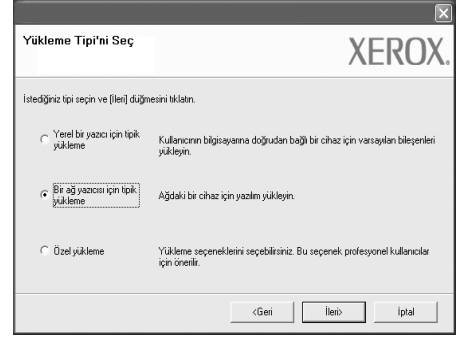 Yükleme Tipi'ni Seç
XEROX.
İstediğiniz tipi seçin ve [İleri] düğmesini tıklatın.
Yerel bir yazıcı için tipik
yükleme
Kullanıcının bilgisayarına doğrudan bağlı bir cihaz için varsayılan bileşenleri
yükleyin.
Bir ağ yazıcısı için tipik
yükleme
Ağdaki bir cihaz için yazılım yükleyin.
Özel yükleme
Yükleme seçeneklerini seçebilirsiniz. Bu seçenek profesyonel kullanıcılar
için önerilir.
<Geri
İleri>
İptal